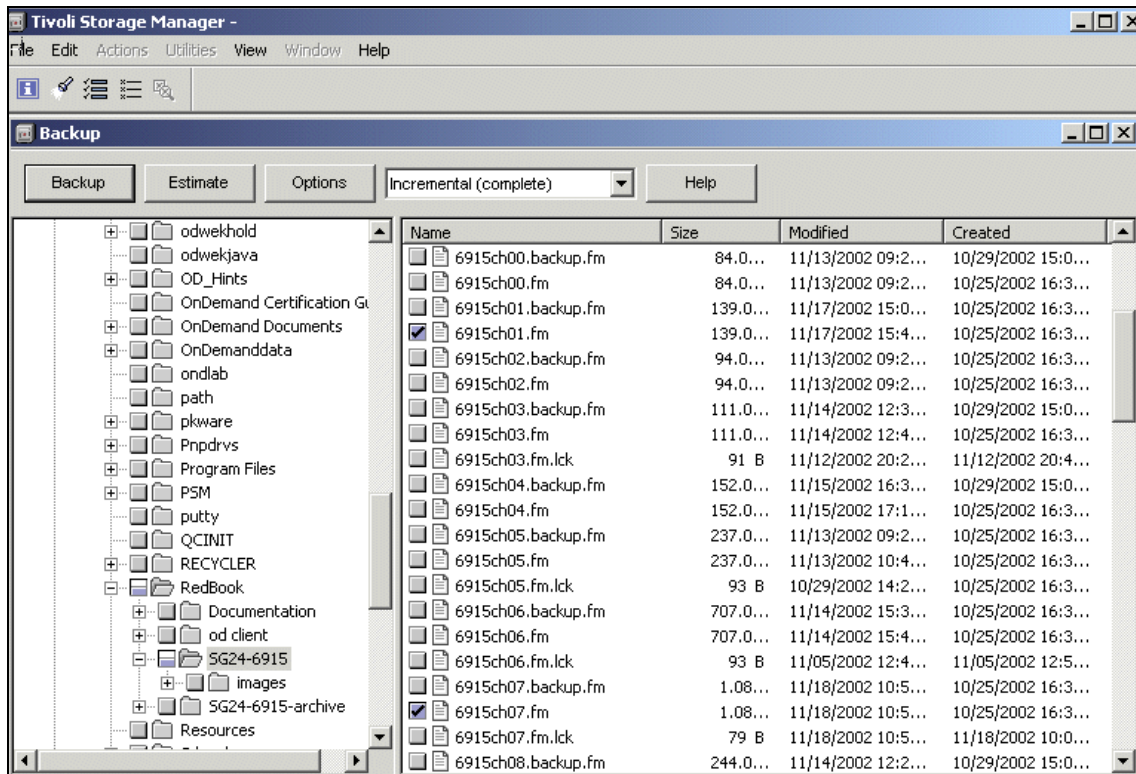 Tivoli Storage Manager -
File Edit Actions Utilities View Window Help
Backup
Backup Estimate Options Incremental (complete) Help
odwekhold
odwekjava
OD_Hints
OnDemand Certification Gu
OnDemand Documents
OnDemanddata
ondlab
path
pkware
Pnpdrvs
Program Files
PSM
putty
QCINIT
RECYCLER
RedBook
Documentation
od client
SG24-6915
images
SG24-6915-archive
Resources
Name Size Modified Created
6915ch00.backup.fm 84.0... 11/13/2002 09:2... 10/29/2002 15:0...
6915ch00.fm 84.0... 11/13/2002 09:2... 10/25/2002 16:3...
6915ch01.backup.fm 139.0... 11/17/2002 15:0... 10/25/2002 16:3...
6915ch01.fm 139.0... 11/17/2002 15:4... 10/25/2002 16:3...
6915ch02.backup.fm 94.0... 11/13/2002 09:2... 10/25/2002 16:3...
6915ch02.fm 94.0... 11/13/2002 09:2... 10/25/2002 16:3...
6915ch03.backup.fm 111.0... 11/14/2002 12:3... 10/29/2002 15:0...
6915ch03.fm 111.0... 11/14/2002 12:4... 10/25/2002 16:3...
6915ch03.fm.lck 91 B 11/12/2002 20:2... 11/12/2002 20:4...
6915ch04.backup.fm 152.0... 11/15/2002 16:3... 10/29/2002 15:0...
6915ch04.fm 152.0... 11/15/2002 17:1... 10/25/2002 16:3...
6915ch05.backup.fm 237.0... 11/13/2002 09:2... 10/25/2002 16:3...
6915ch05.fm 237.0... 11/13/2002 10:4... 10/25/2002 16:3...
6915ch05.fm.lck 93 B 10/29/2002 14:2... 10/25/2002 16:3...
6915ch06.backup.fm 707.0... 11/14/2002 15:3... 10/25/2002 16:3...
6915ch06.fm 707.0... 11/14/2002 15:4... 10/25/2002 16:3...
6915ch06.fm.lck 93 B 11/05/2002 12:4... 11/05/2002 12:5...
6915ch07.backup.fm 1.08... 11/18/2002 10:5... 10/25/2002 16:3...
6915ch07.fm 1.08... 11/18/2002 10:5... 10/25/2002 16:3...
6915ch07.fm.lck 79 B 11/18/2002 10:5... 11/18/2002 10:0...
6915ch08.backup.fm 244.0... 11/14/2002 12:2... 10/29/2002 15:0...